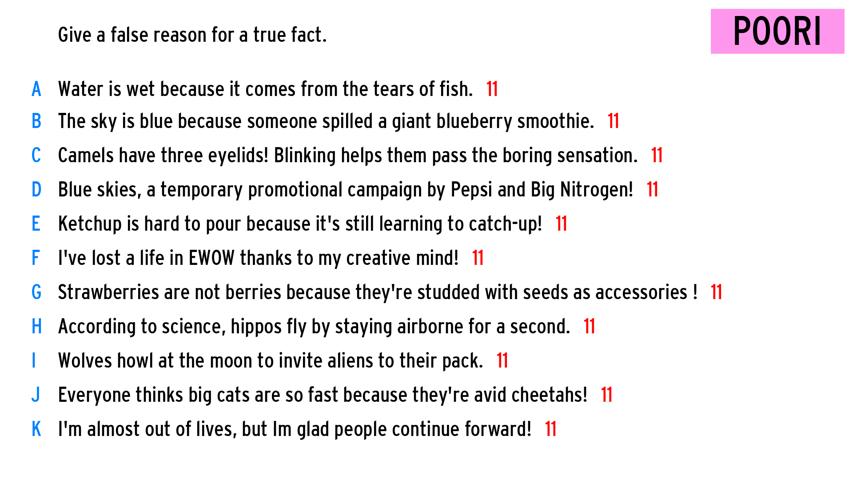 Give a false reason for a true fact.
POORI
A Water is wet because it comes from the tears of fish. 11
B The sky is blue because someone spilled a giant blueberry smoothie. 11
C Camels have three eyelids! Blinking helps them pass the boring sensation. 11
D Blue skies, a temporary promotional campaign by Pepsi and Big Nitrogen! 11
E Ketchup is hard to pour because it's still learning to catch-up! 11
F I've lost a life in EWOW thanks to my creative mind! 11
G Strawberries are not berries because they're studded with seeds as accessories ! 11
H According to science, hippos fly by staying airborne for a second. 11
I Wolves howl at the moon to invite aliens to their pack. 11
J Everyone thinks big cats are so fast because they're avid cheetahs! 11
K I'm almost out of lives, but Im glad people continue forward! 11